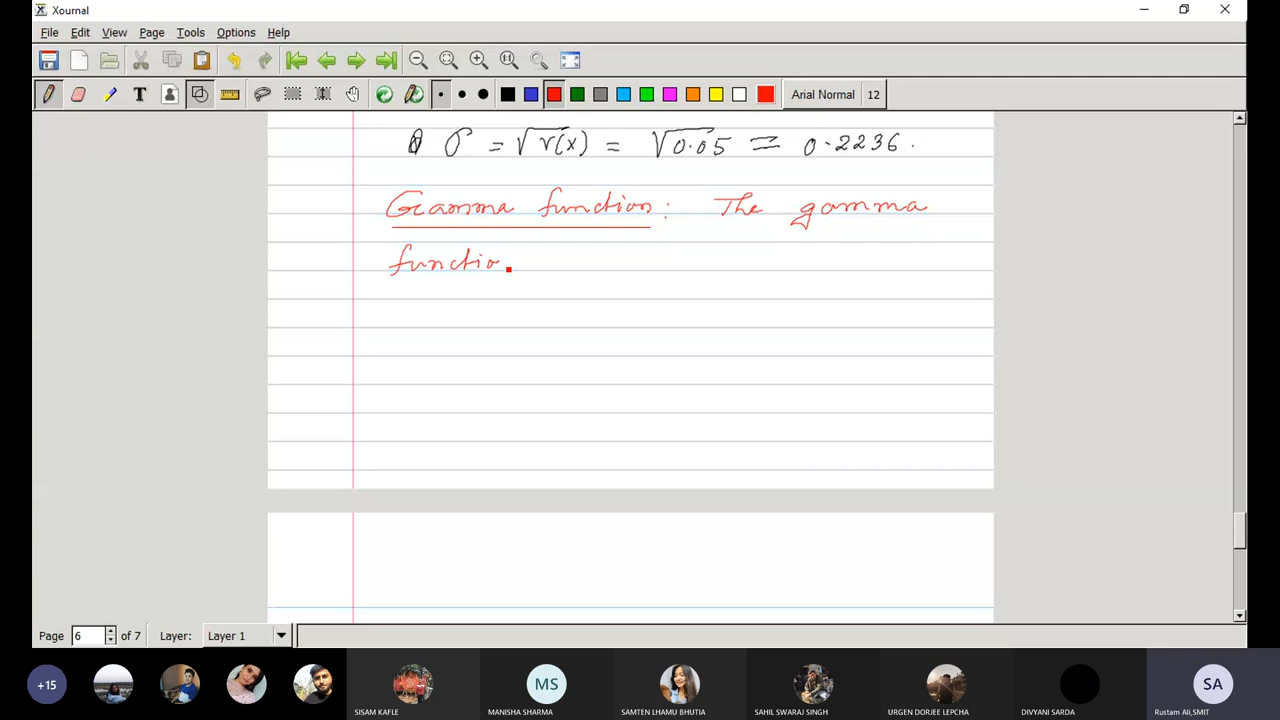 Xournal
File Edit View Page Tools Options Help
Arial Normal 12
σ = √V(X) = √0.05 ≃ 0.2236.
Gamma function: The gamma
functio
Page 6 of 7 Layer: Layer 1
+15 SISAM KAFLE MS MANISHA SHARMA SAMTEN LHAMU BHUTIA SAHIL SWARAJ SINGH URGEN DORJEE LEPCHA DIVYANI SARDA SA Rustam Ali,SMIT